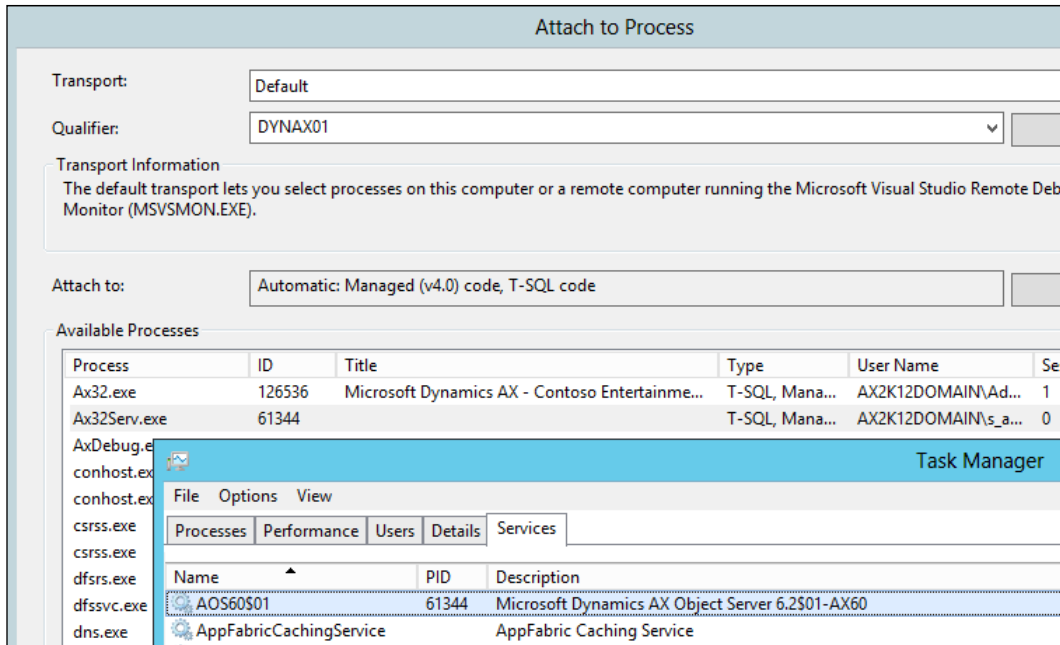 Attach to Process
Transport:
Default
Qualifier:
DYNAX01
Transport Information
The default transport lets you select processes on this computer or a remote computer running the Microsoft Visual Studio Remote Deb
Monitor (MSVSMON.EXE).
Attach to:
Automatic: Managed (v4.0) code, T-SQL code
Available Processes
Process ID Title Type User Name Se
Ax32.exe 126536 Microsoft Dynamics AX - Contoso Entertainme... T-SQL, Mana... AX2K12DOMAIN\Ad... 1
Ax32Serv.exe 61344 T-SQL, Mana... AX2K12DOMAIN\s_a... 0
AxDebug.e
conhost.ex
conhost.ex
csrss.exe
csrss.exe
dfsrs.exe
dfssvc.exe
dns.exe
Task Manager
File Options View
Processes Performance Users Details Services
Name PID Description
AOS60$01 61344 Microsoft Dynamics AX Object Server 6.2$01-AX60
AppFabricCachingService AppFabric Caching Service